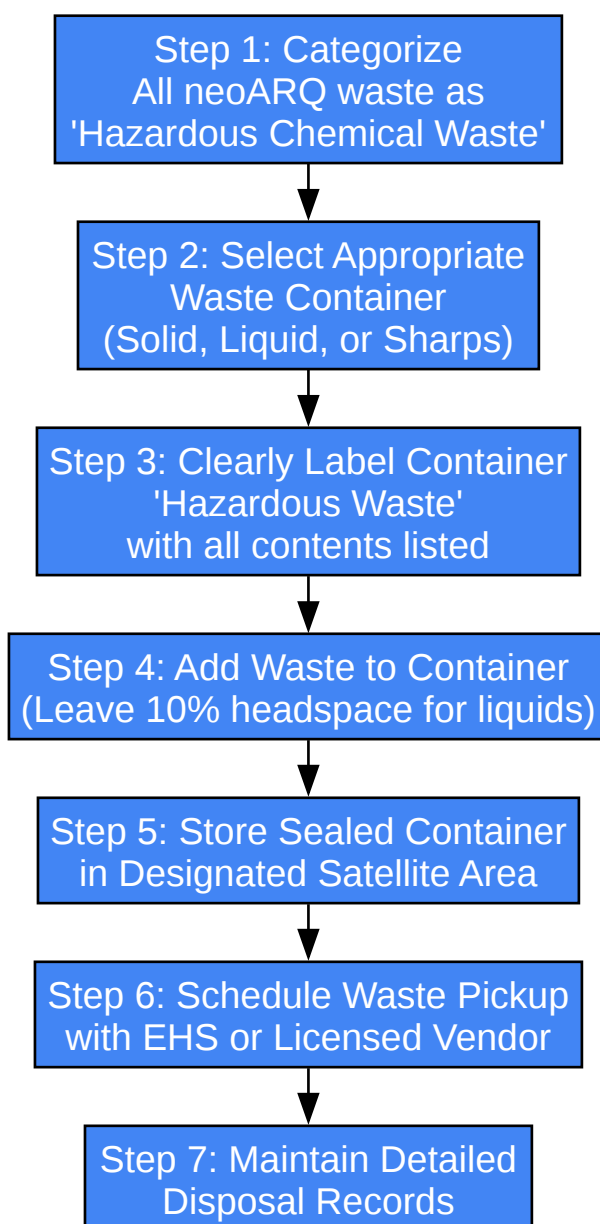 Step 1: Categorize
All neoARQ waste as
'Hazardous Chemical Waste'
Step 2: Select Appropriate
Waste Container
(Solid, Liquid, or Sharps)
Step 3: Clearly Label Container
'Hazardous Waste'
with all contents listed
Step 4: Add Waste to Container
(Leave 10% headspace for liquids)
Step 5: Store Sealed Container
in Designated Satellite Area
Step 6: Schedule Waste Pickup
with EHS or Licensed Vendor
Step 7: Maintain Detailed
Disposal Records